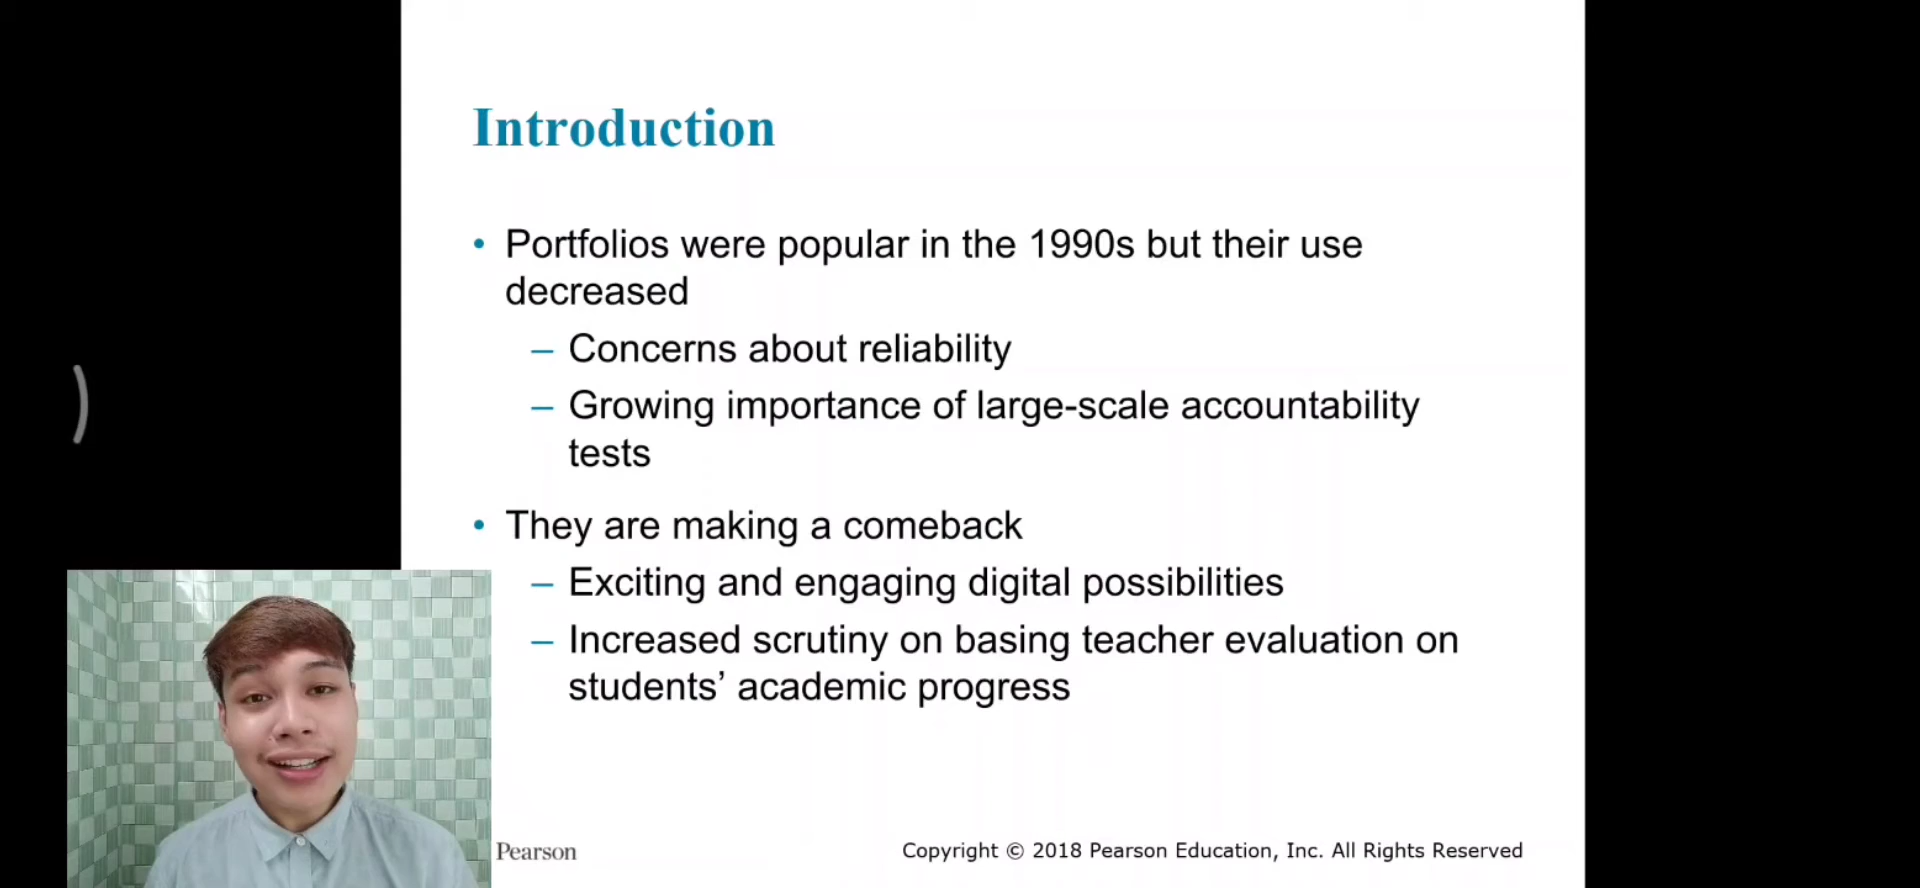 Introduction
• Portfolios were popular in the 1990s but their use
decreased
– Concerns about reliability
– Growing importance of large-scale accountability
tests
• They are making a comeback
– Exciting and engaging digital possibilities
– Increased scrutiny on basing teacher evaluation on
students’ academic progress
Pearson
Copyright © 2018 Pearson Education, Inc. All Rights Reserved